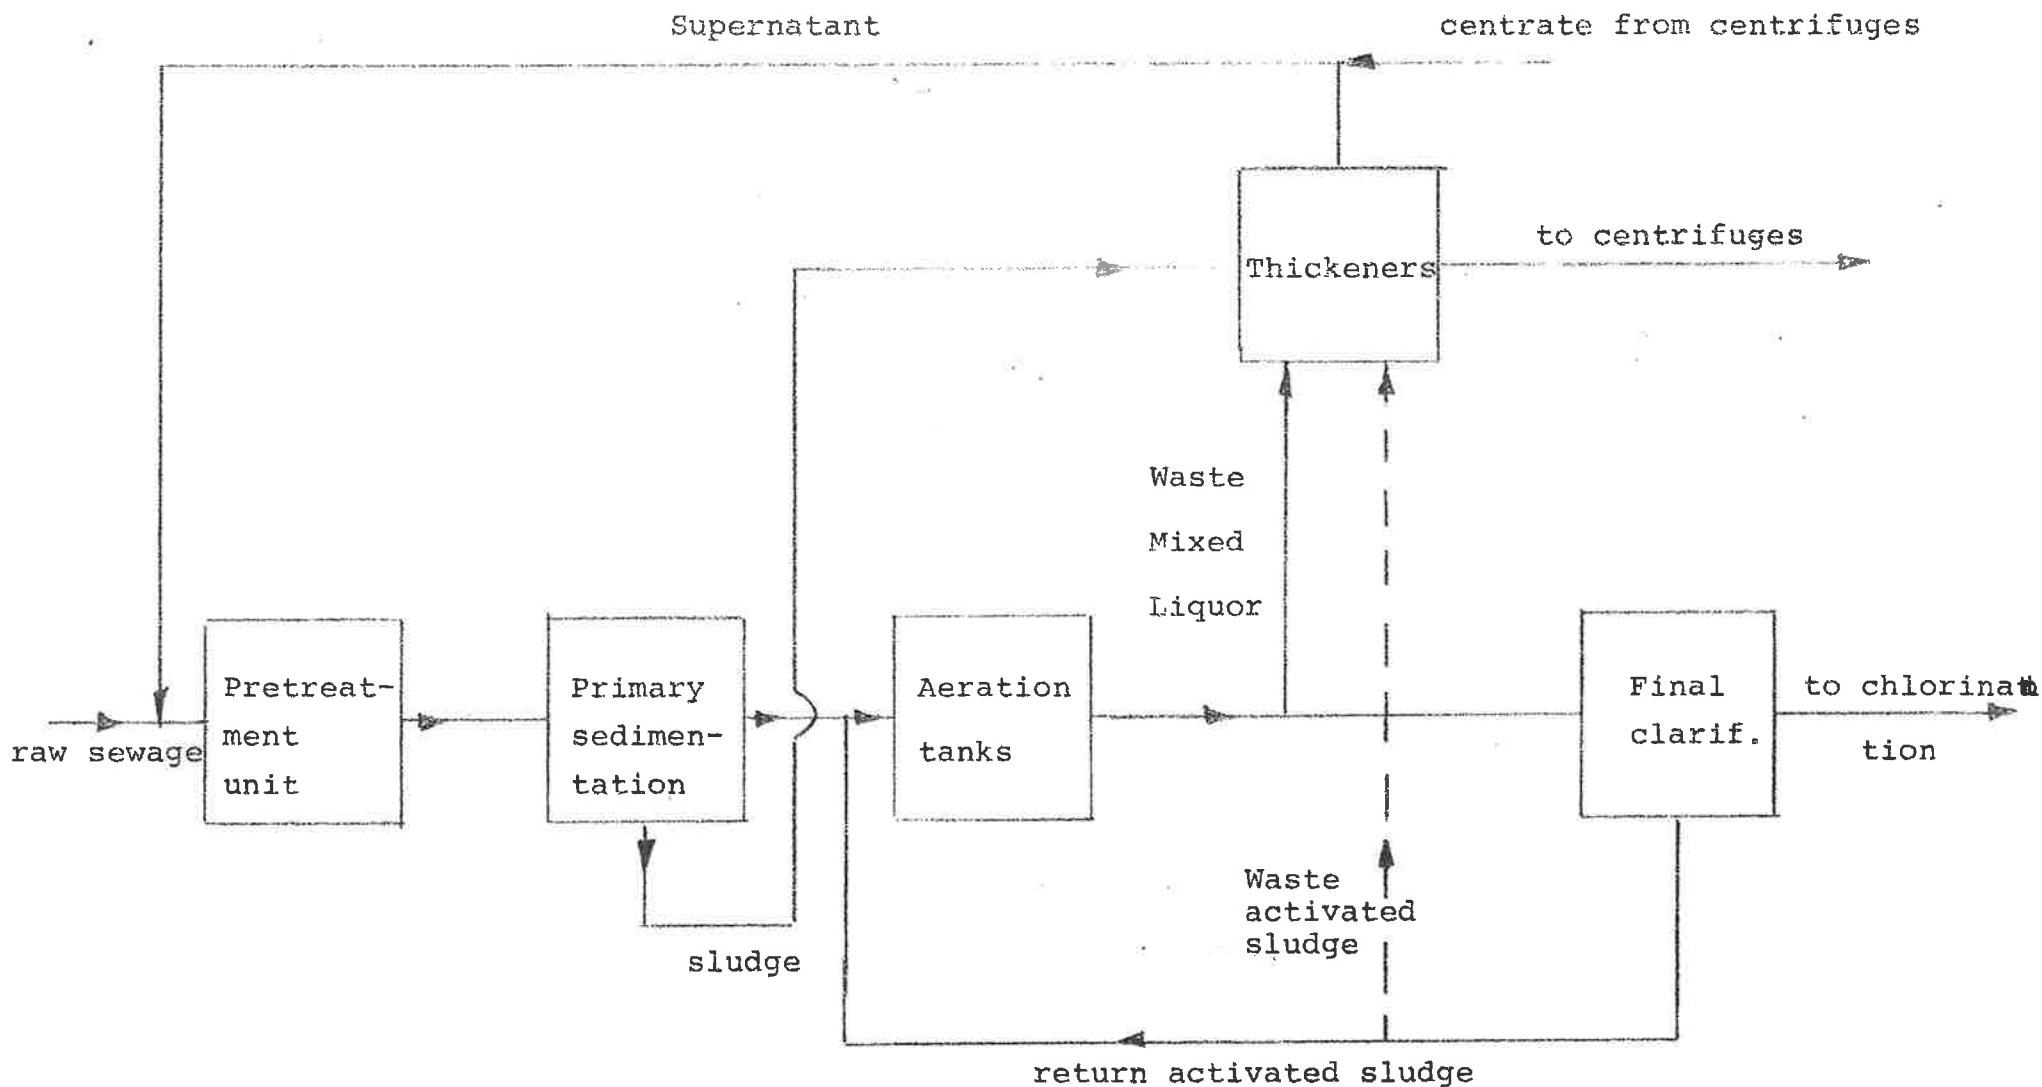 Supernatant
centrate from centrifuges
to centrifuges
Thickeners
Waste
Mixed
Liquor
raw sewage
Pretreat-
ment
unit
Primary
sedimen-
tation
Aeration
tanks
Final
clarif.
to chlorinat
tion
sludge
Waste
activated
sludge
return activated sludge